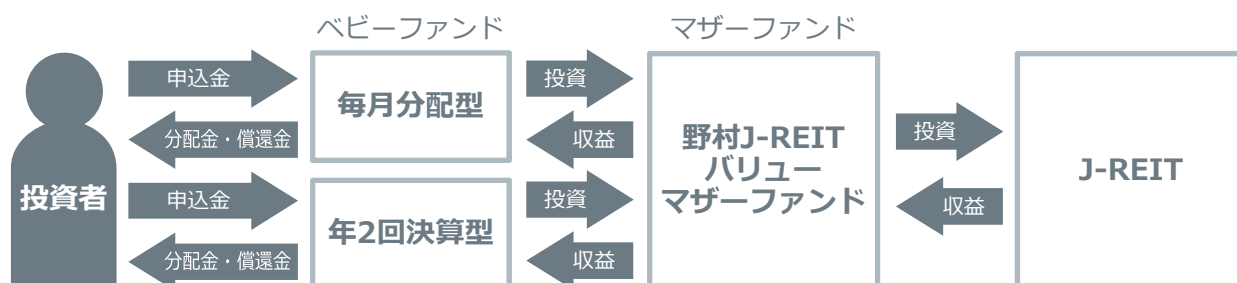 ベビーファンド
マザーファンド
投資者
申込金
分配金・償還金
申込金
分配金・償還金
毎月分配型
年2回決算型
投資
収益
投資
収益
野村J-REIT
バリュー
マザーファンド
投資
収益
J-REIT